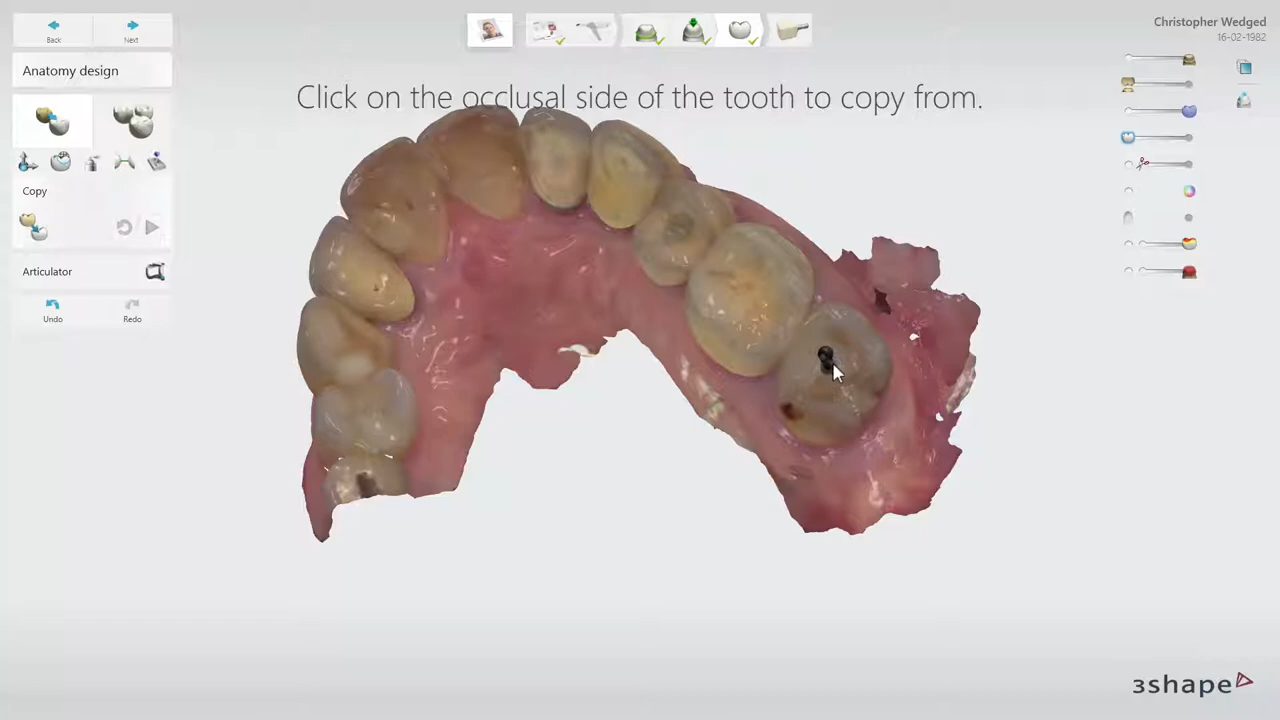 Back
Next
Anatomy design
Copy
Articulator
Undo
Redo
Click on the occlusal side of the tooth to copy from.
Christopher Wedged
16-02-1982
3shape